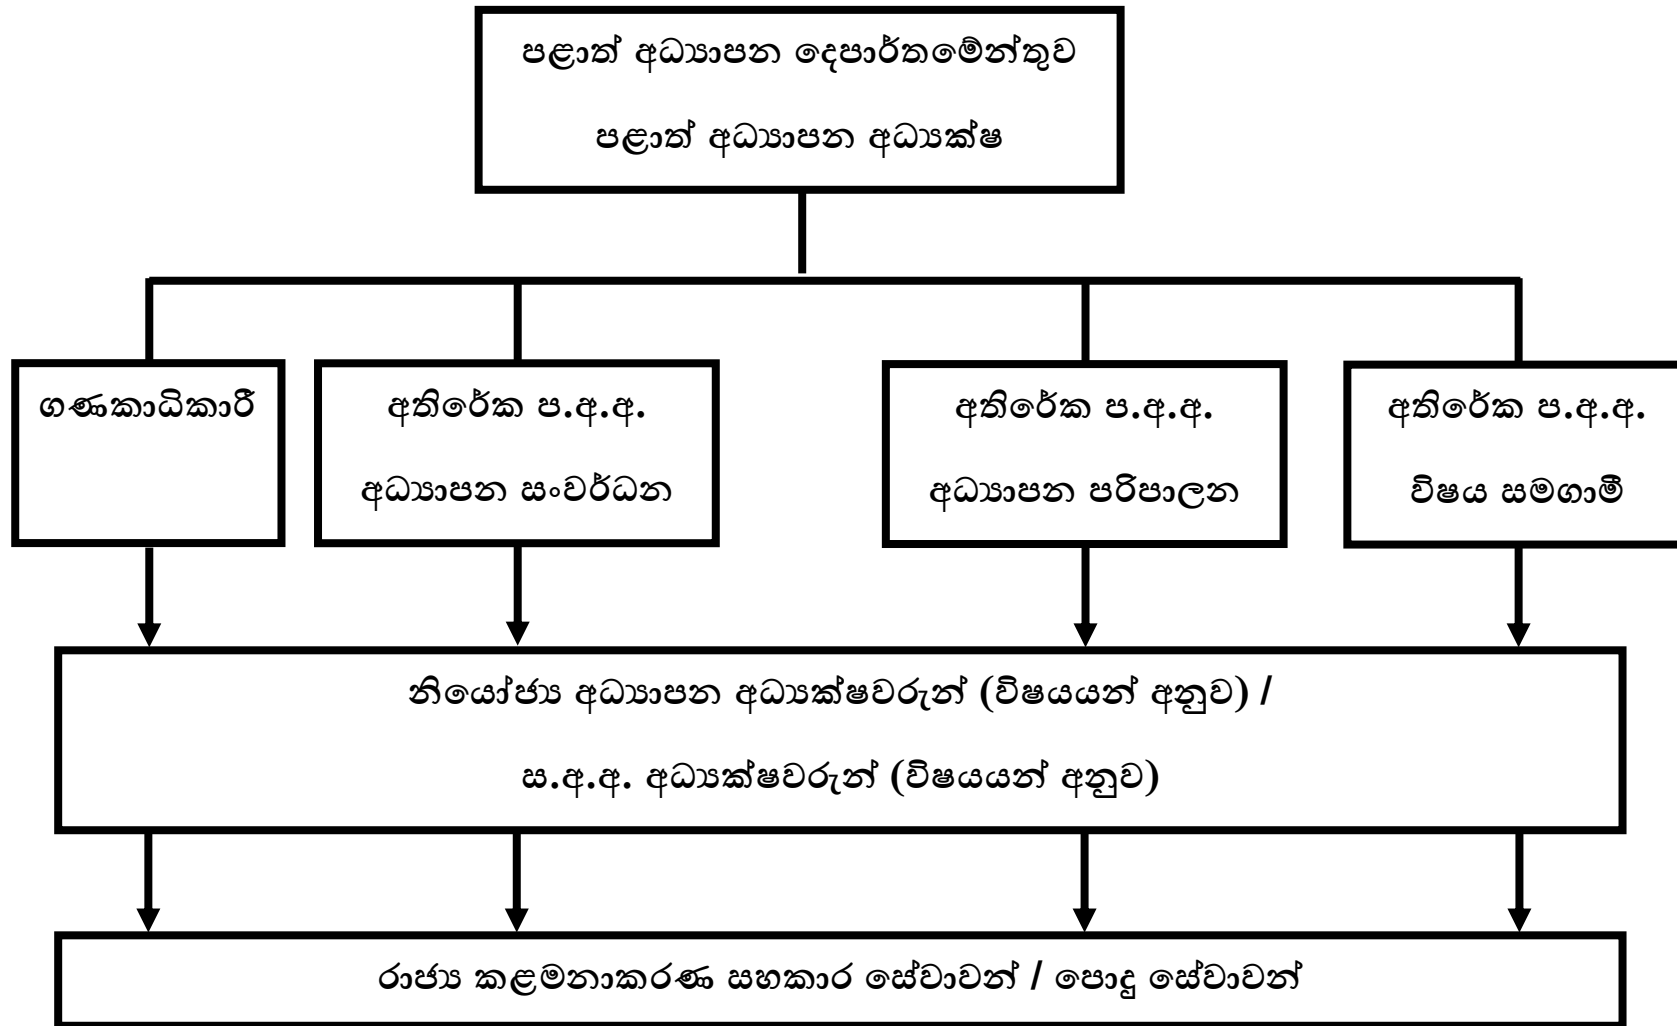 පළාත් අධ්‍යාපන දෙපාර්තමේන්තුව
පළාත් අධ්‍යාපන අධ්‍යක්ෂ
ගණකාධිකාරී
අතිරේක ප.අ.අ.
අධ්‍යාපන සංවර්ධන
අතිරේක ප.අ.අ.
අධ්‍යාපන පරිපාලන
අතිරේක ප.අ.අ.
විෂය සමගාමී
නියෝජ්‍ය අධ්‍යාපන අධ්‍යක්ෂවරුන් (විෂයයන් අනුව) /
ස.අ.අ. අධ්‍යක්ෂවරුන් (විෂයයන් අනුව)
රාජ්‍ය කළමනාකරණ සහකාර සේවාවන් / පොදු සේවාවන්